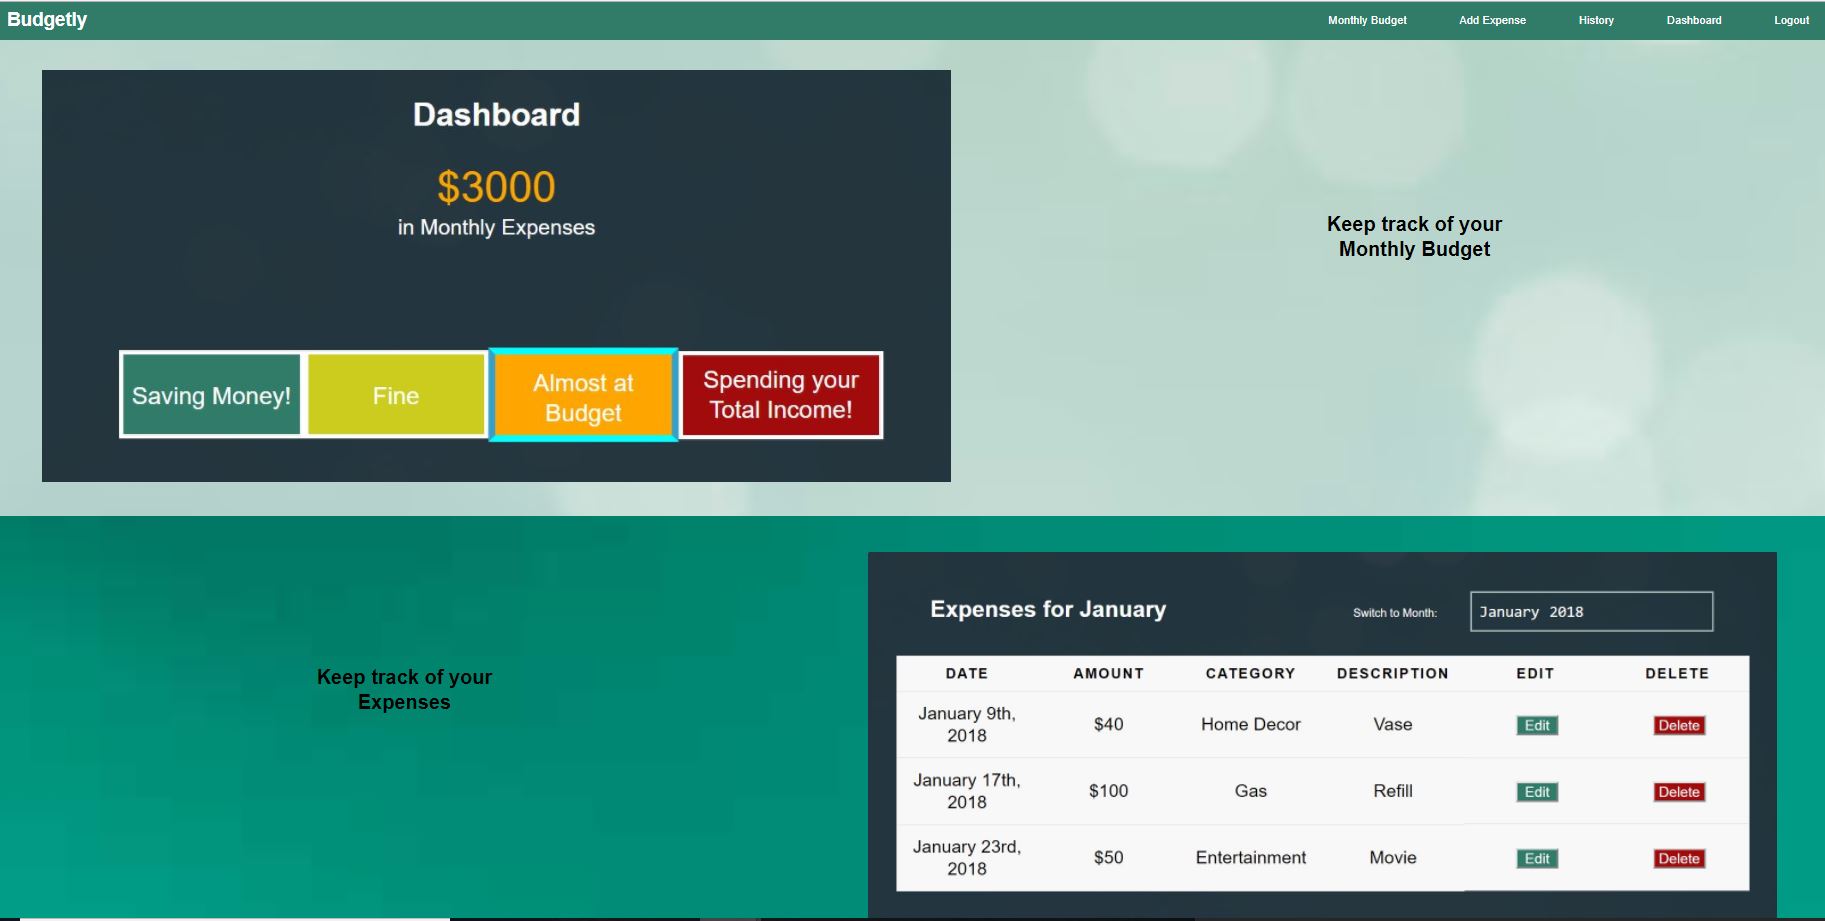 Budgetly
Monthly Budget Add Expense History Dashboard Logout
Dashboard
$3000
in Monthly Expenses
Saving Money!
Fine
Almost at
Budget
Spending your
Total Income!
Keep track of your
Monthly Budget
Keep track of your
Expenses
Expenses for January
Switch to Month:
January 2018
DATE AMOUNT CATEGORY DESCRIPTION EDIT DELETE
January 9th,
2018
$40 Home Decor Vase Edit Delete
January 17th,
2018
$100 Gas Refill Edit Delete
January 23rd,
2018
$50 Entertainment Movie Edit Delete